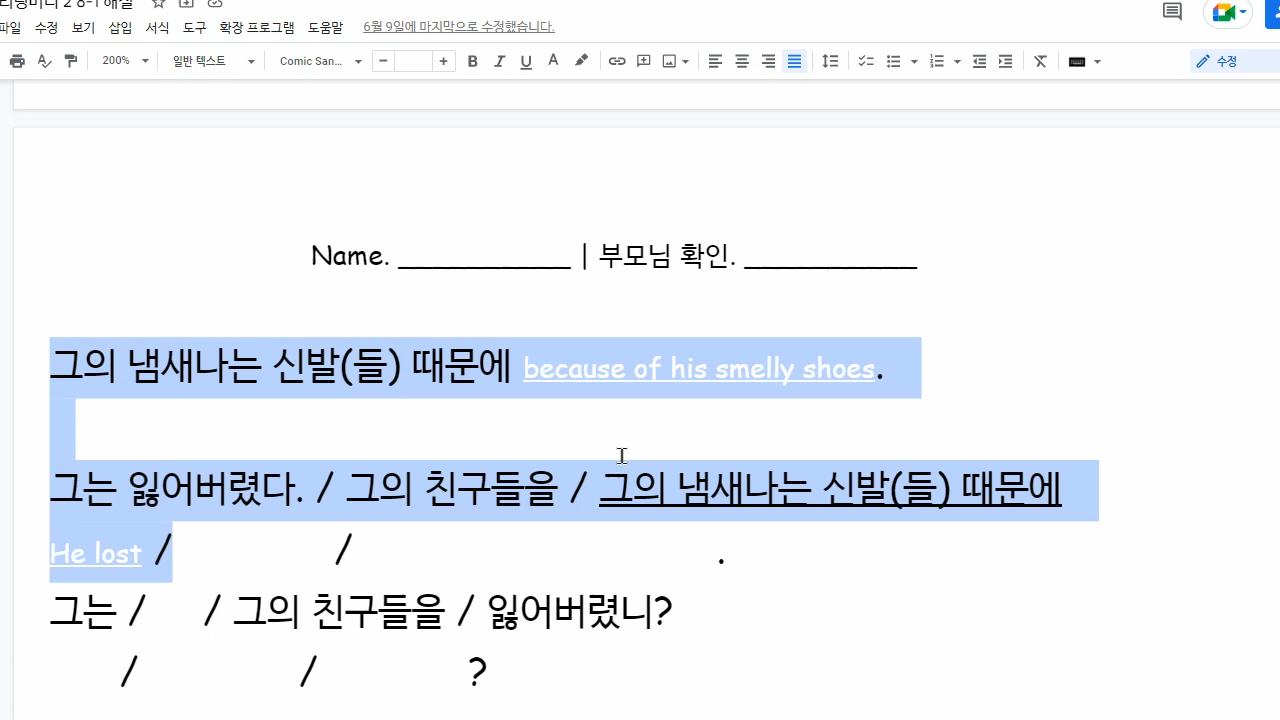 파일 수정 보기 삽입 서식 도구 확장 프로그램 도움말 6월 9일에 마지막으로 수정했습니다.
200% 일반 텍스트 Comic San... − + B I U A 수정
Name. ___________ | 부모님 확인. ___________
그의 냄새나는 신발(들) 때문에 because of his smelly shoes.
그는 잃어버렸다. / 그의 친구들을 / 그의 냄새나는 신발(들) 때문에
He lost / / .
그는 / / 그의 친구들을 / 잃어버렸니?
/ / ?